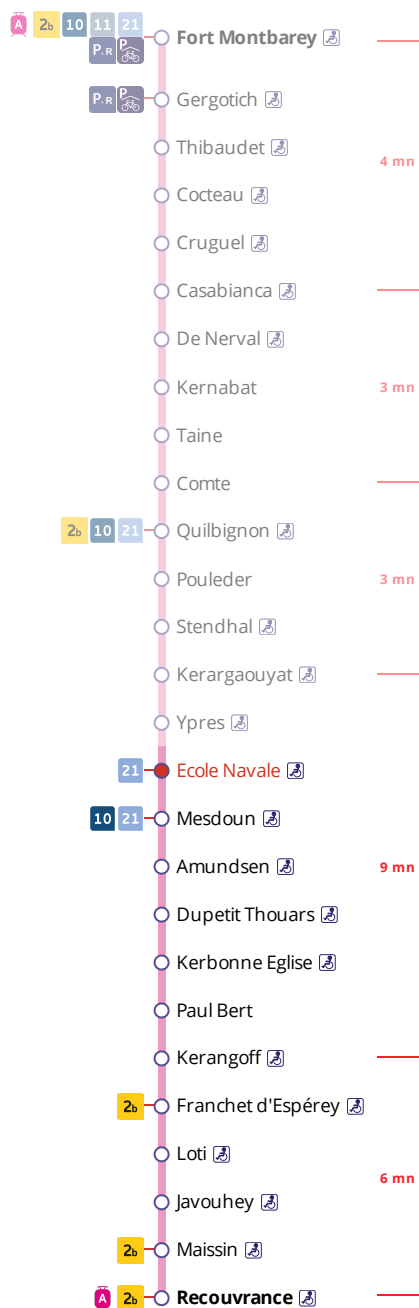 A 2b 10 11 21 Fort Montbarey
P+R P
P+R P Gergotich
Thibaudet
4 mn
Cocteau
Cruguel
Casabianca
De Nerval
Kernabat 3 mn
Taine
Comte
2b 10 21 Quilbignon
Pouleder 3 mn
Stendhal
Kerargaouyat
Ypres
21 Ecole Navale
10 21 Mesdoun
Amundsen 9 mn
Dupetit Thouars
Kerbonne Eglise
Paul Bert
Kerangoff
2b Franchet d'Espérey
Loti
6 mn
Javouhey
2b Maissin
A 2b Recouvrance